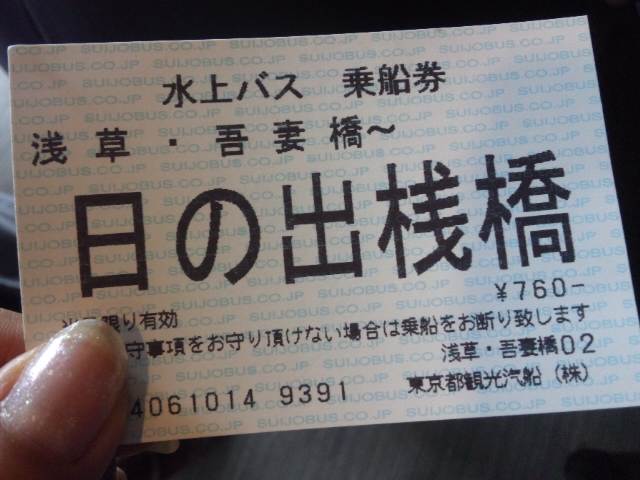 水上バス 乗船券
浅草・吾妻橋～
日の出桟橋
¥760-
限り有効
守事項をお守り頂けない場合は乗船をお断り致します
浅草・吾妻橋02
4061014 9391
東京都観光汽船(株)
SUIJOBUS.CO.JP